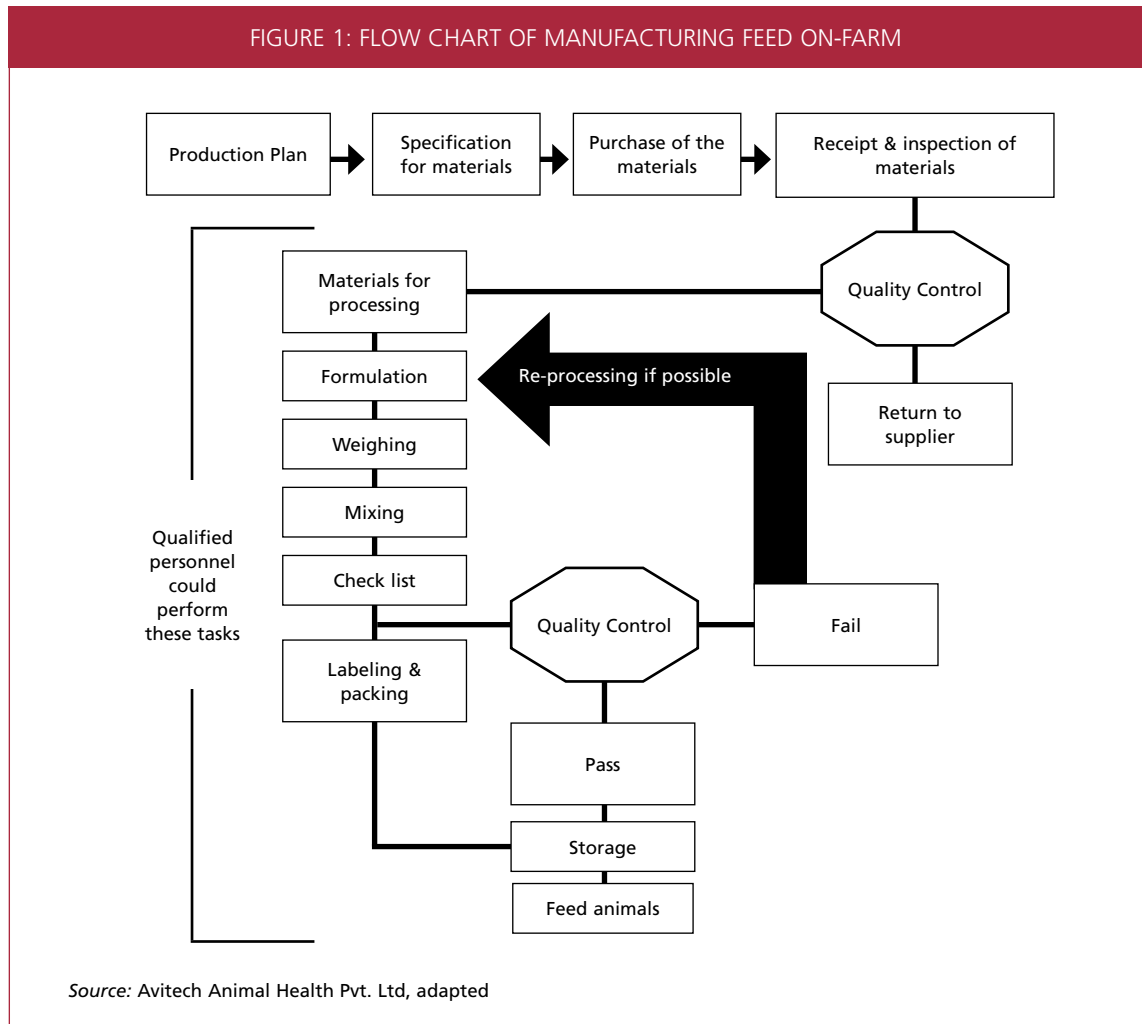 FIGURE 1: FLOW CHART OF MANUFACTURING FEED ON-FARM
Production Plan
Specification
for materials
Purchase of the
materials
Receipt & inspection of
materials
Quality Control
Materials for
processing
Return to
supplier
Formulation
Re-processing if possible
Weighing
Mixing
Check list
Qualified
personnel
could
perform
these tasks
Quality Control
Fail
Labeling &
packing
Pass
Storage
Feed animals
Source: Avitech Animal Health Pvt. Ltd, adapted